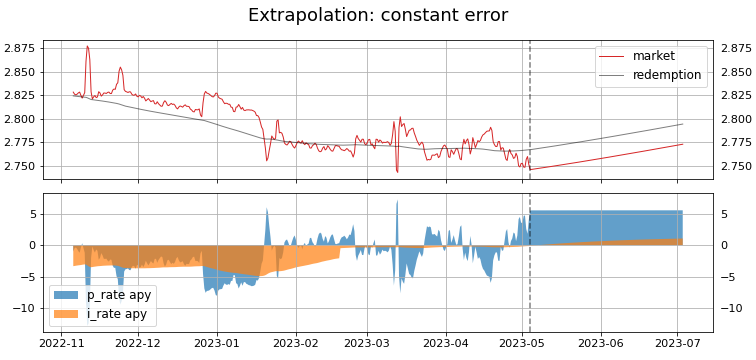 Extrapolation: constant error
2.875 2.875
2.850 2.850
2.825 2.825
2.800 2.800
2.775 2.775
2.750 2.750
market
redemption
5 5
0 0
−5 −5
−10 −10
p_rate apy
i_rate apy
2022-11 2022-12 2023-01 2023-02 2023-03 2023-04 2023-05 2023-06 2023-07